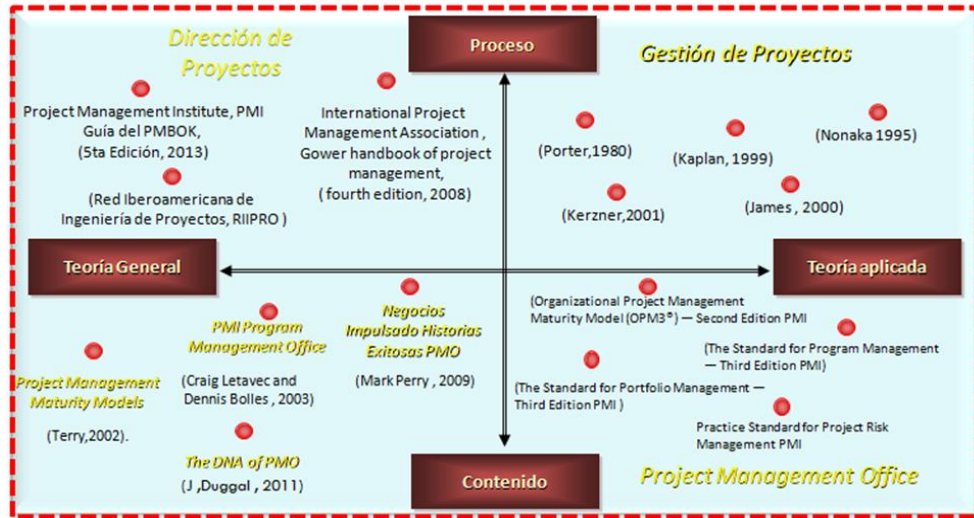 Dirección de
Proyectos
Proceso
Gestión de Proyectos
Project Management Institute, PMI
Guía del PMBOK,
(5ta Edición, 2013)
International Project
Management Association ,
Gower handbook of project
management,
( fourth edition, 2008)
(Red Iberoamericana de
Ingeniería de Proyectos, RIIPRO )
(Porter,1980)
(Kaplan, 1999)
(Nonaka 1995)
(Kerzner,2001)
(James , 2000)
Teoría General
Teoría aplicada
Project Management
Maturity Models
(Terry,2002).
PMI Program
Management Office
(Craig Letavec and
Dennis Bolles , 2003)
Negocios
Impulsado Historias
Exitosas PMO
(Mark Perry , 2009)
The DNA of PMO
(J ,Duggal , 2011)
(Organizational Project Management
Maturity Model (OPM3®) — Second Edition PMI
(The Standard for Program Management
— Third Edition PMI)
(The Standard for Portfolio Management —
Third Edition PMI )
Practice Standard for Project Risk
Management PMI
Contenido
Project Management Office